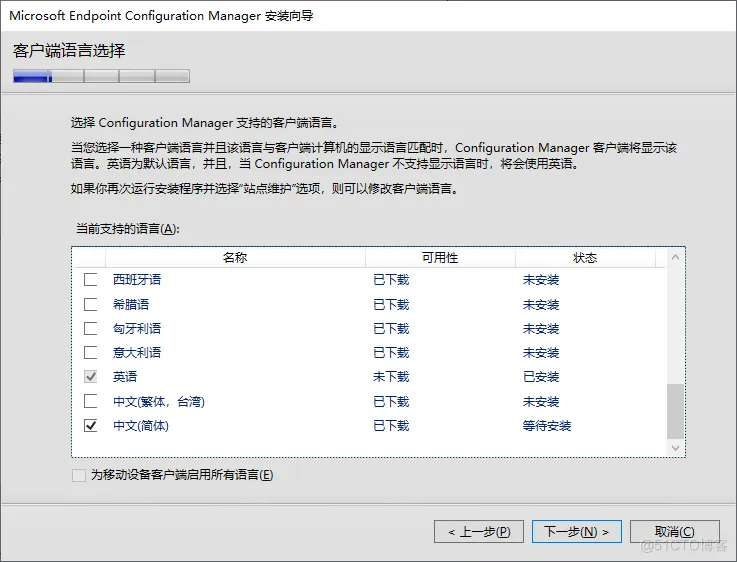 Microsoft Endpoint Configuration Manager 安装向导
客户端语言选择
选择 Configuration Manager 支持的客户端语言。
当您选择一种客户端语言并且该语言与客户端计算机的显示语言匹配时，Configuration Manager 客户端将显示该
语言。英语为默认语言，并且，当 Configuration Manager 不支持显示语言时，将会使用英语。
如果你再次运行安装程序并选择“站点维护”选项，则可以修改客户端语言。
当前支持的语言(A):
名称 可用性 状态
西班牙语 已下载 未安装
希腊语 已下载 未安装
匈牙利语 已下载 未安装
意大利语 已下载 未安装
英语 未下载 已安装
中文(繁体，台湾) 已下载 未安装
中文(简体) 已下载 等待安装
为移动设备客户端启用所有语言(E)
< 上一步(P) 下一步(N) > 取消(C)
@51CTO博客